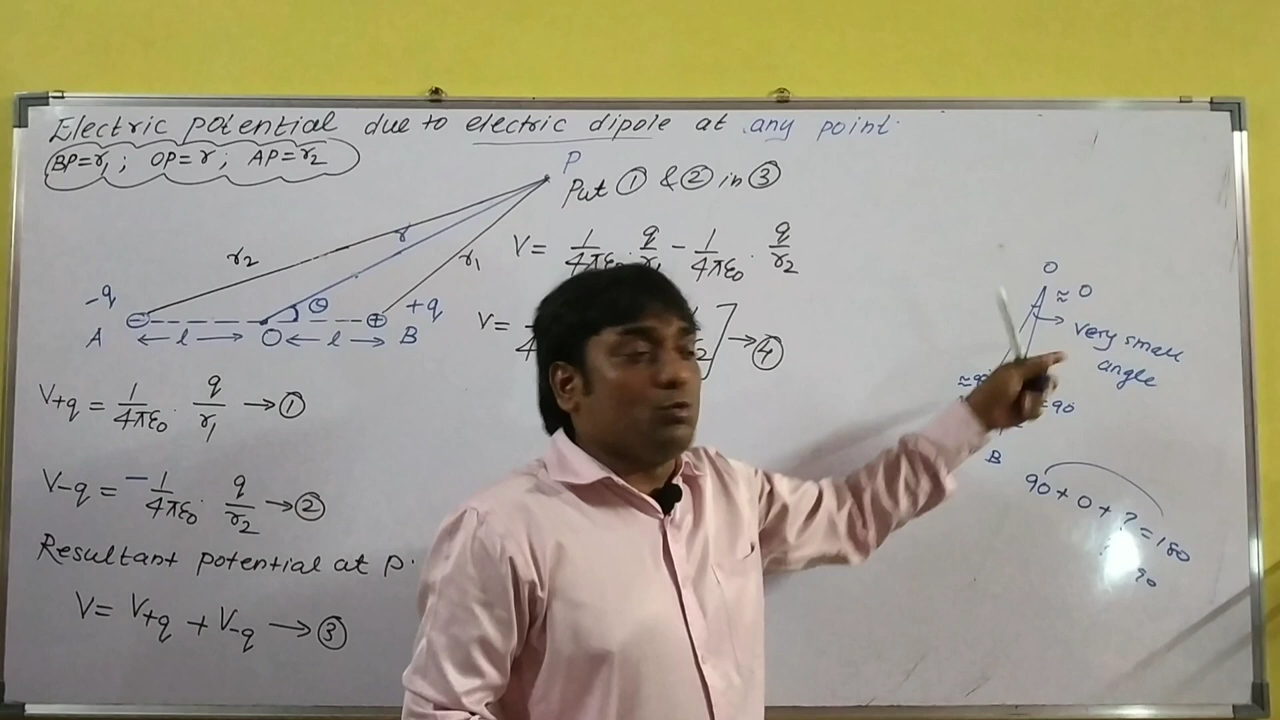 Electric potential due to electric dipole at any point.
BP=r₁ ; OP=r ; AP=r₂
P
Put ① & ② in ③
r₂
r
r₁
V= 1/4πε₀ . q/r₁ - 1/4πε₀ . q/r₂
-q
⊖
θ
⊕
+q
A
← l →
O
← l →
B
V=
] → ④
V+q = 1/4πε₀ . q/r₁ → ①
V-q = -1/4πε₀ . q/r₂ → ②
Resultant potential at P.
V= V+q + V-q → ③
O
≈ 0
very small
angle
≈90
=90
B
90 + 0 + ? = 180
90